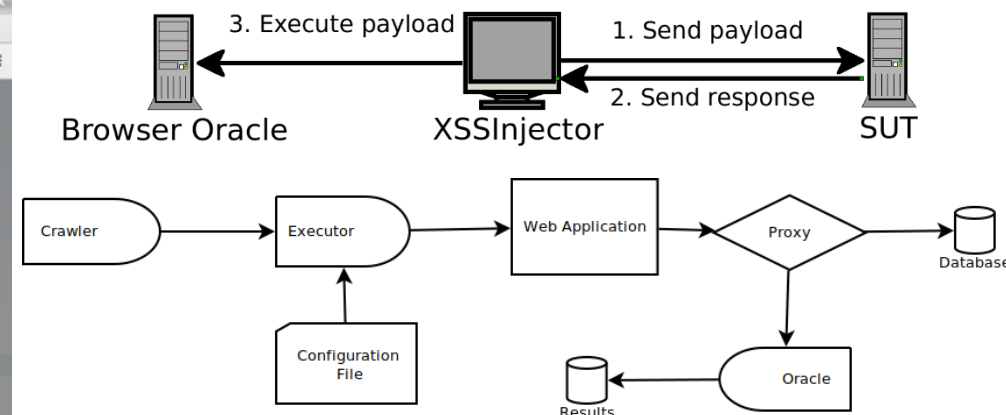 3. Execute payload
1. Send payload
2. Send response
Browser Oracle
XSSInjector
SUT
Crawler
Executor
Web Application
Proxy
Database
Configuration
File
Oracle
Results